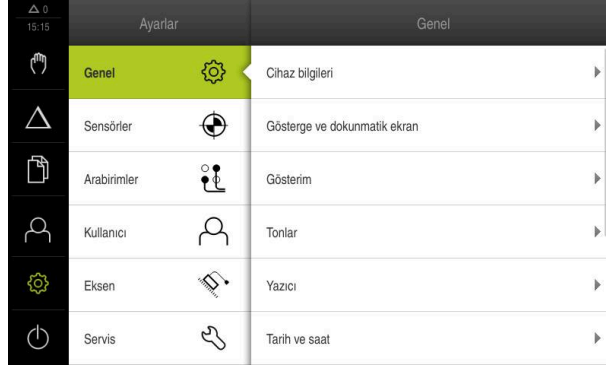 △ 0
15:15
Ayarlar
Genel
Genel
Sensörler
Arabirimler
Kullanıcı
Eksen
Servis
Cihaz bilgileri
Gösterge ve dokunmatik ekran
Gösterim
Tonlar
Yazıcı
Tarih ve saat